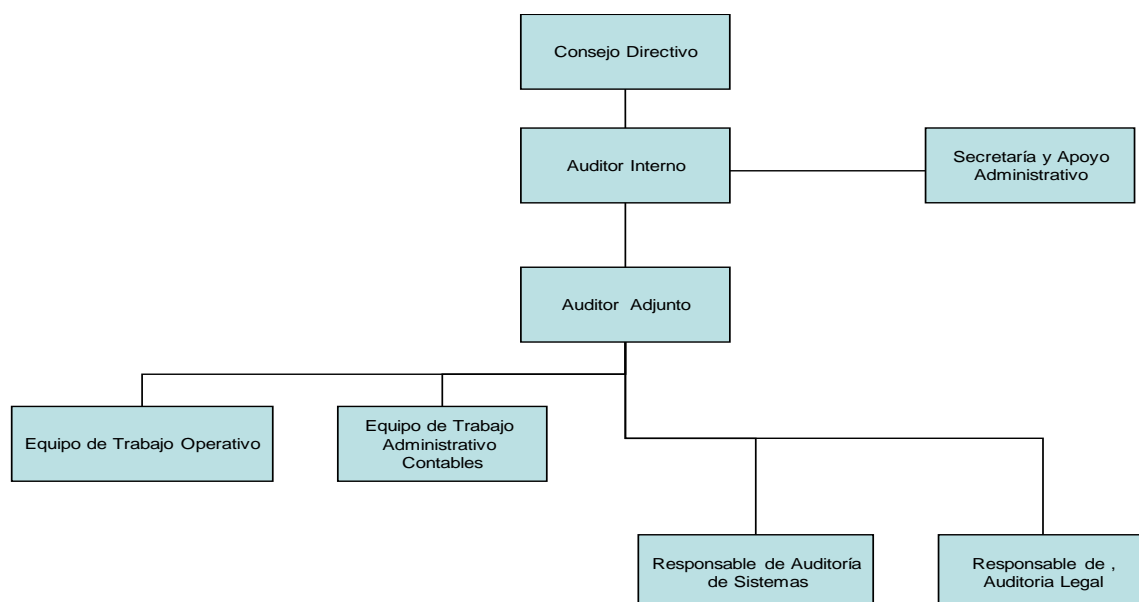 Consejo Directivo
Auditor Interno
Secretaría y Apoyo
Administrativo
Auditor Adjunto
Equipo de Trabajo Operativo
Equipo de Trabajo
Administrativo
Contables
Responsable de Auditoría
de Sistemas
Responsable de ,
Auditoria Legal